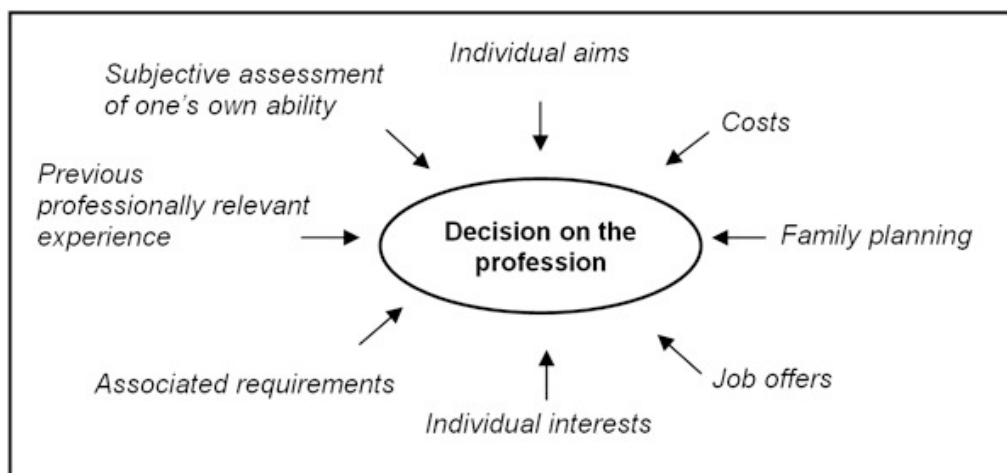 Individual aims
Subjective assessment
of one's own ability
Costs
Previous
professionally relevant
experience
Decision on the
profession
Family planning
Associated requirements
Individual interests
Job offers